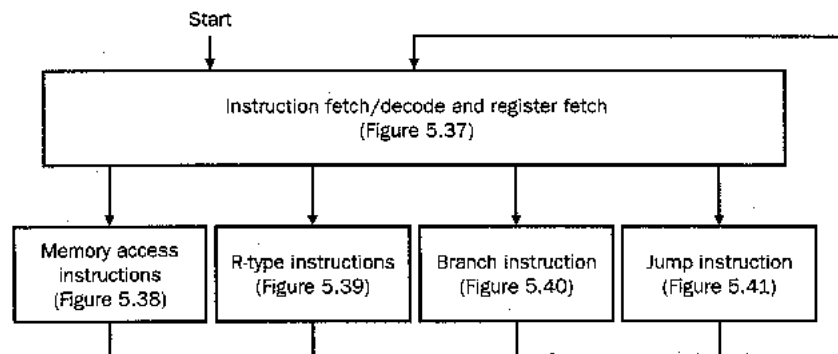 Start
Instruction fetch/decode and register fetch
(Figure 5.37)
Memory access
instructions
(Figure 5.38)
R-type instructions
(Figure 5.39)
Branch instruction
(Figure 5.40)
Jump instruction
(Figure 5.41)